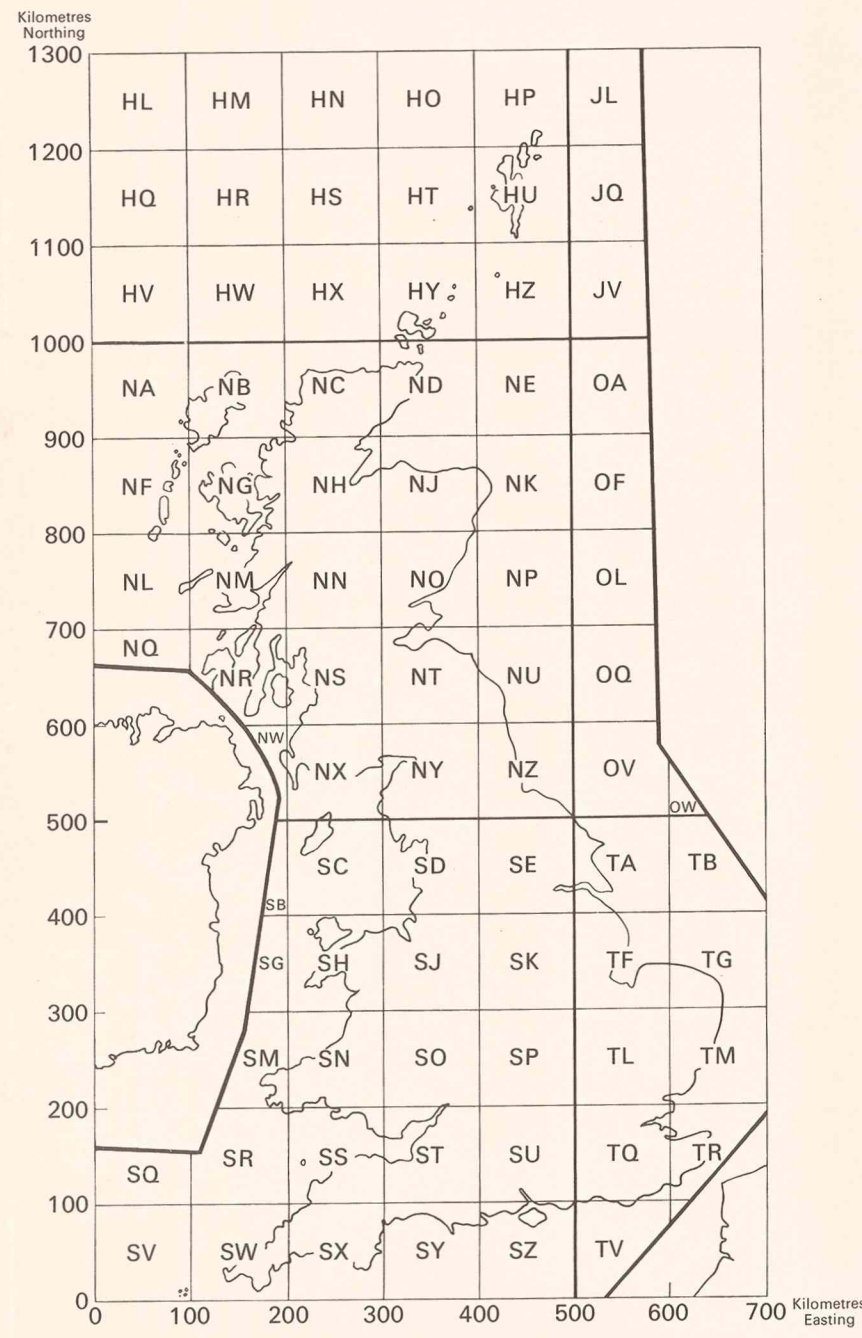 Kilometres
Northing
1300
HL HM HN HO HP JL
1200
HQ HR HS HT HU JQ
1100
HV HW HX HY HZ JV
1000
NA NB NC ND NE OA
900
NF NG NH NJ NK OF
800
NL NM NN NO NP OL
700
NQ
NR NS NT NU OQ
600
NW
NX NY NZ OV
OW
500
SC SD SE TA TB
SB
400
SG SH SJ SK TF TG
300
SM SN SO SP TL TM
200
SR SS ST SU TQ TR
SQ
100
SV SW SX SY SZ TV
0
0 100 200 300 400 500 600 700 Kilometres
Easting